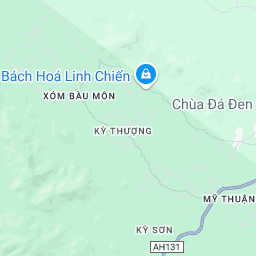 Bách Hoá Linh Chiến
XÓM BÀU MÔN
Chùa Đá Đen
KỲ THƯỢNG
MỸ THUẬN
KỲ SƠN
AH131